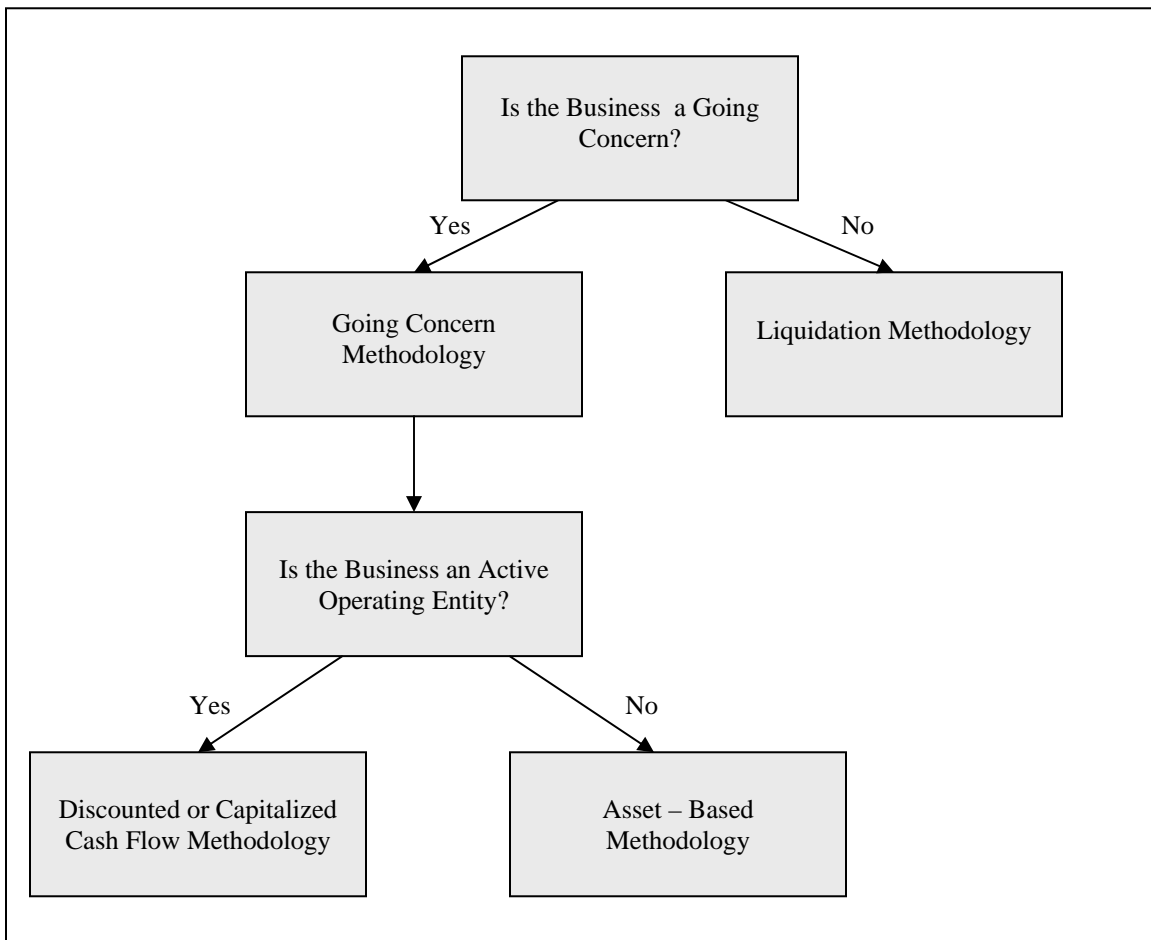 Is the Business a Going
Concern?
Yes
No
Going Concern
Methodology
Liquidation Methodology
Is the Business an Active
Operating Entity?
Yes
No
Discounted or Capitalized
Cash Flow Methodology
Asset – Based
Methodology